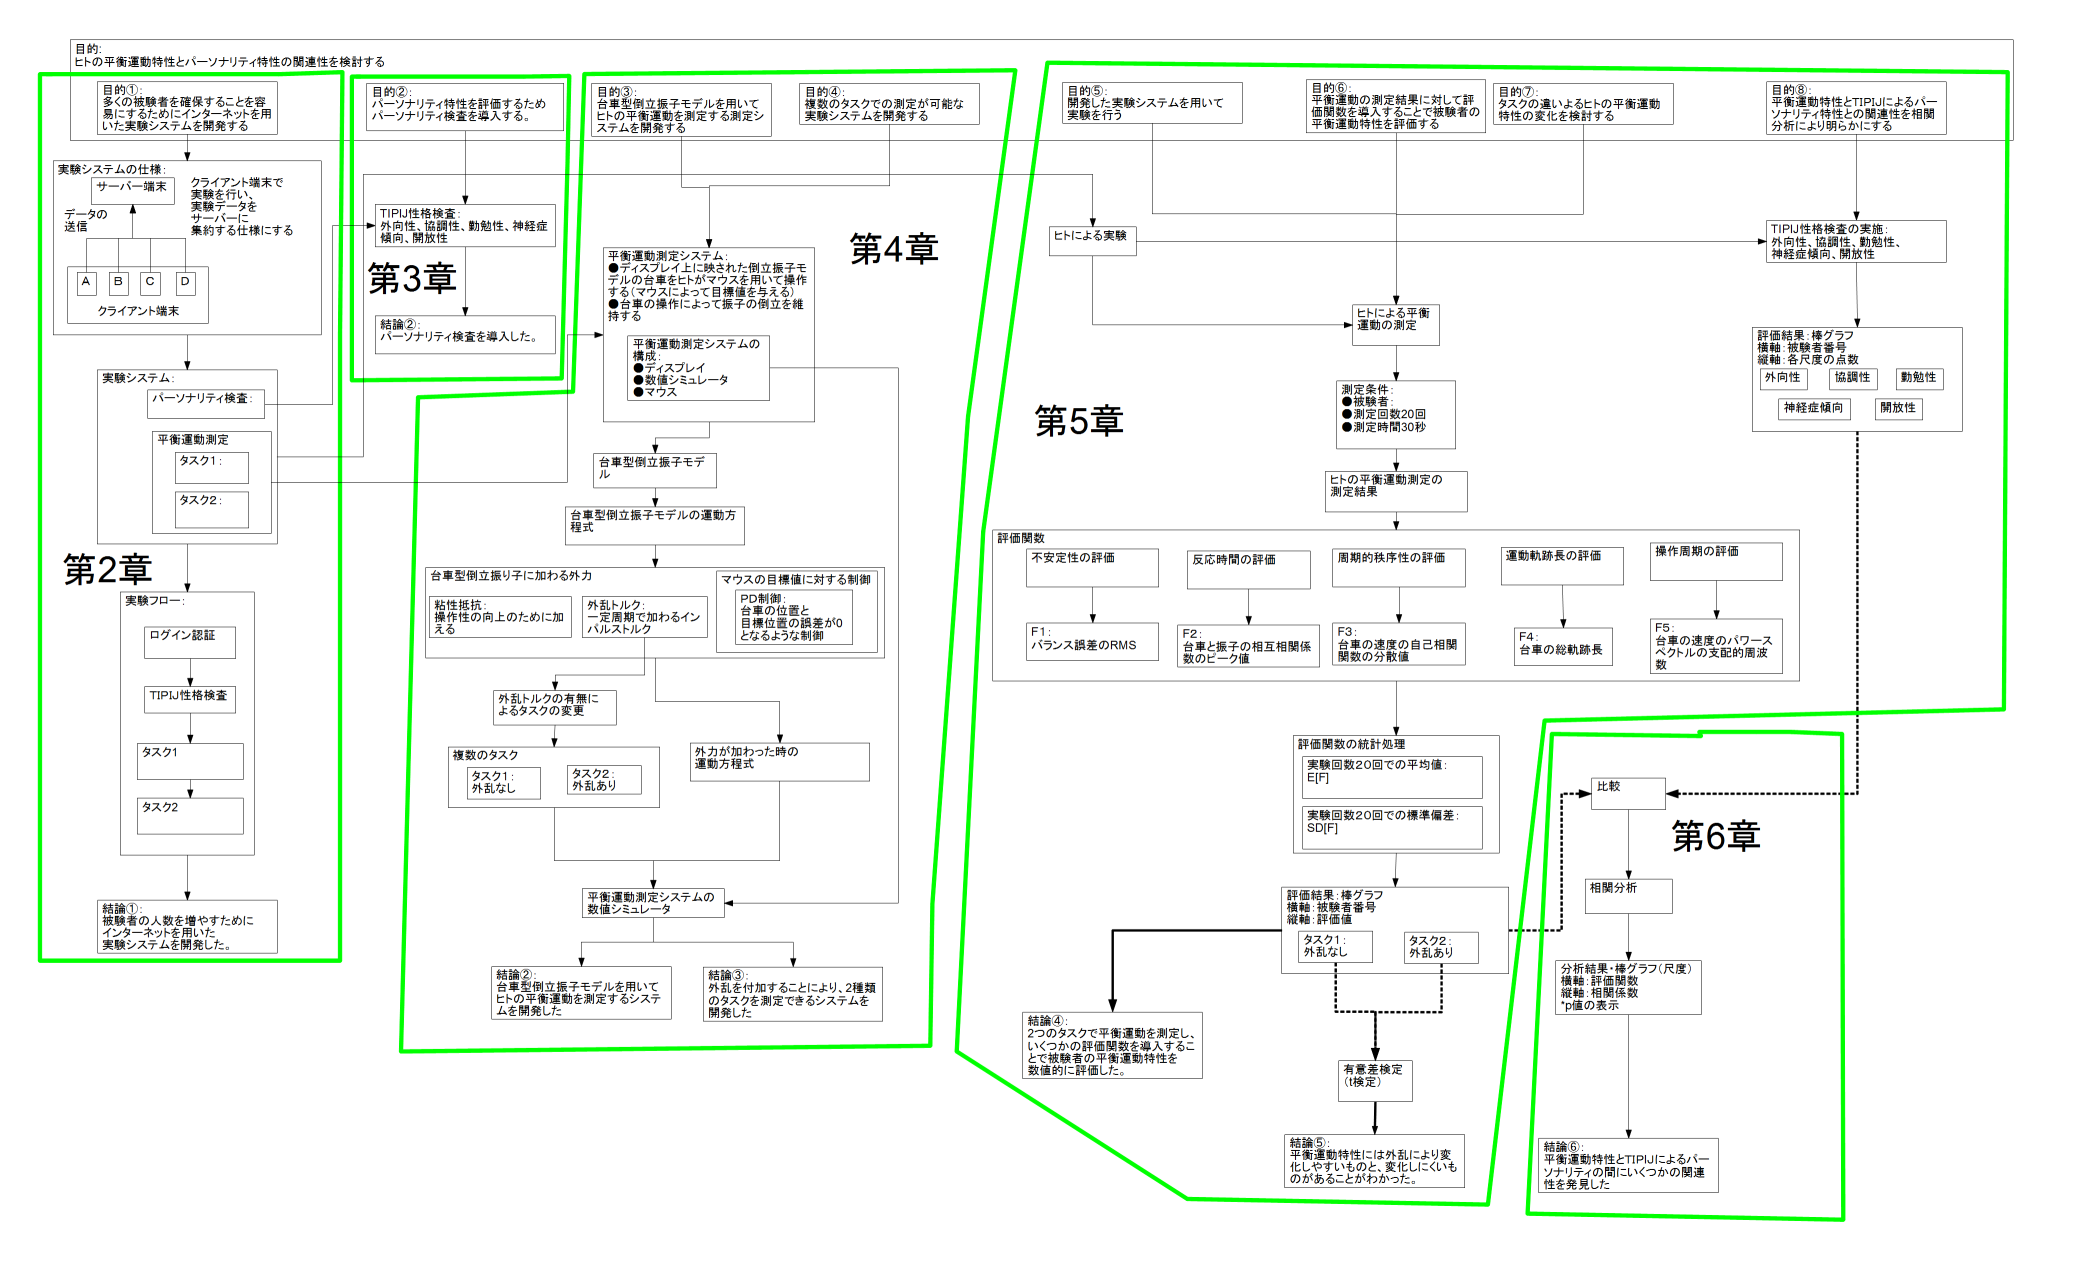 目的:
ヒトの平衡運動特性とパーソナリティ特性の関連性を検討する
目的①:
多くの被験者を確保することを容
易にするためにインターネットを用
いた実験システムを開発する
実験システムの仕様:
サーバー端末
データの
送信
クライアント端末で
実験を行い、
実験データを
サーバーに
集約する仕様にする
A
B
C
D
クライアント端末
実験システム:
パーソナリティ検査:
平衡運動測定
タスク1:
タスク2:
第2章
実験フロー:
ログイン認証
TIPIJ性格検査
タスク1
タスク2
結論①:
被験者の人数を増やすために
インターネットを用いた
実験システムを開発した。
目的②:
パーソナリティ特性を評価するため
パーソナリティ検査を導入する。
TIPIJ性格検査:
外向性、協調性、勤勉性、神経症
傾向、開放性
第3章
結論②:
パーソナリティ検査を導入した。
目的③:
台車型倒立振子モデルを用いて
ヒトの平衡運動を測定する測定シ
ステムを開発する
目的④:
複数のタスクでの測定が可能な
実験システムを開発する
第4章
平衡運動測定システム:
●ディスプレイ上に映された倒立振子モ
デルの台車をヒトがマウスを用いて操作
する(マウスによって目標値を与える)
●台車の操作によって振子の倒立を維
持する
平衡運動測定システムの
構成:
●ディスプレイ
●数値シミュレータ
●マウス
台車型倒立振子モデ
ル
台車型倒立振子モデルの運動方
程式
台車型倒立振り子に加わる外力
粘性抵抗:
操作性の向上のために加
える
外乱トルク:
一定周期で加わるイン
パルストルク
マウスの目標値に対する制御
PD制御:
台車の位置と
目標位置の誤差が0
となるような制御
外乱トルクの有無に
よるタスクの変更
複数のタスク
タスク1:
外乱なし
タスク2:
外乱あり
外力が加わった時の
運動方程式
平衡運動測定システムの
数値シミュレータ
結論②:
台車型倒立振子モデルを用いて
ヒトの平衡運動を測定するシステ
ムを開発した
結論③:
外乱を付加することにより、2種類
のタスクを測定できるシステムを
開発した
目的⑤:
開発した実験システムを用いて
実験を行う
目的⑥:
平衡運動の測定結果に対して評
価関数を導入することで被験者の
平衡運動特性を評価する
目的⑦:
タスクの違いよるヒトの平衡運動
特性の変化を検討する
目的⑧:
平衡運動特性とTIPIJによるパー
ソナリティ特性との関連性を相関
分析により明らかにする
ヒトによる実験
TIPIJ性格検査の実施:
外向性、協調性、勤勉性、
神経症傾向、開放性
ヒトによる平衡
運動の測定
評価結果:棒グラフ
横軸:被験者番号
縦軸:各尺度の点数
外向性
協調性
勤勉性
神経症傾向
開放性
第5章
測定条件:
●被験者:
●測定回数20回
●測定時間30秒
ヒトの平衡運動測定の
測定結果
評価関数
不安定性の評価
反応時間の評価
周期的秩序性の評価
運動軌跡長の評価
操作周期の評価
F1:
バランス誤差のRMS
F2:
台車と振子の相互相関係
数のピーク値
F3:
台車の速度の自己相関
関数の分散値
F4:
台車の総軌跡長
F5:
台車の速度のパワース
ペクトルの支配的周波
数
評価関数の統計処理
実験回数20回での平均値:
E[F]
実験回数20回での標準偏差:
SD[F]
評価結果:棒グラフ
横軸:被験者番号
縦軸:評価値
タスク1:
外乱なし
タスク2:
外乱あり
結論④:
2つのタスクで平衡運動を測定し、
いくつかの評価関数を導入するこ
とで被験者の平衡運動特性を
数値的に評価した。
有意差検定
(t検定)
結論⑤:
平衡運動特性には外乱により変
化しやすいものと、変化しにくいも
のがあることがわかった。
比較
第6章
相関分析
分析結果・棒グラフ(尺度)
横軸:評価関数
縦軸:相関係数
*p値の表示
結論⑥:
平衡運動特性とTIPIJによるパー
ソナリティの間にいくつかの関連
性を発見した